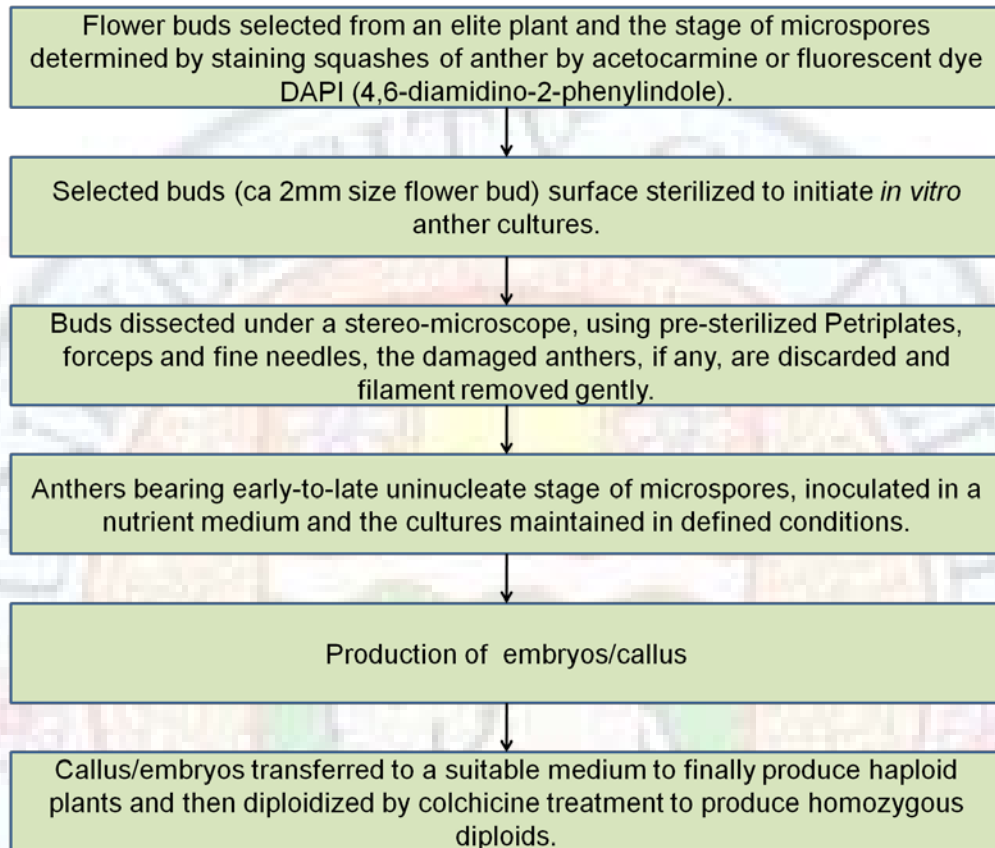 Flower buds selected from an elite plant and the stage of microspores
determined by staining squashes of anther by acetocarmine or fluorescent dye
DAPI (4,6-diamidino-2-phenylindole).
Selected buds (ca 2mm size flower bud) surface sterilized to initiate in vitro
anther cultures.
Buds dissected under a stereo-microscope, using pre-sterilized Petriplates,
forceps and fine needles, the damaged anthers, if any, are discarded and
filament removed gently.
Anthers bearing early-to-late uninucleate stage of microspores, inoculated in a
nutrient medium and the cultures maintained in defined conditions.
Production of embryos/callus
Callus/embryos transferred to a suitable medium to finally produce haploid
plants and then diploidized by colchicine treatment to produce homozygous
diploids.